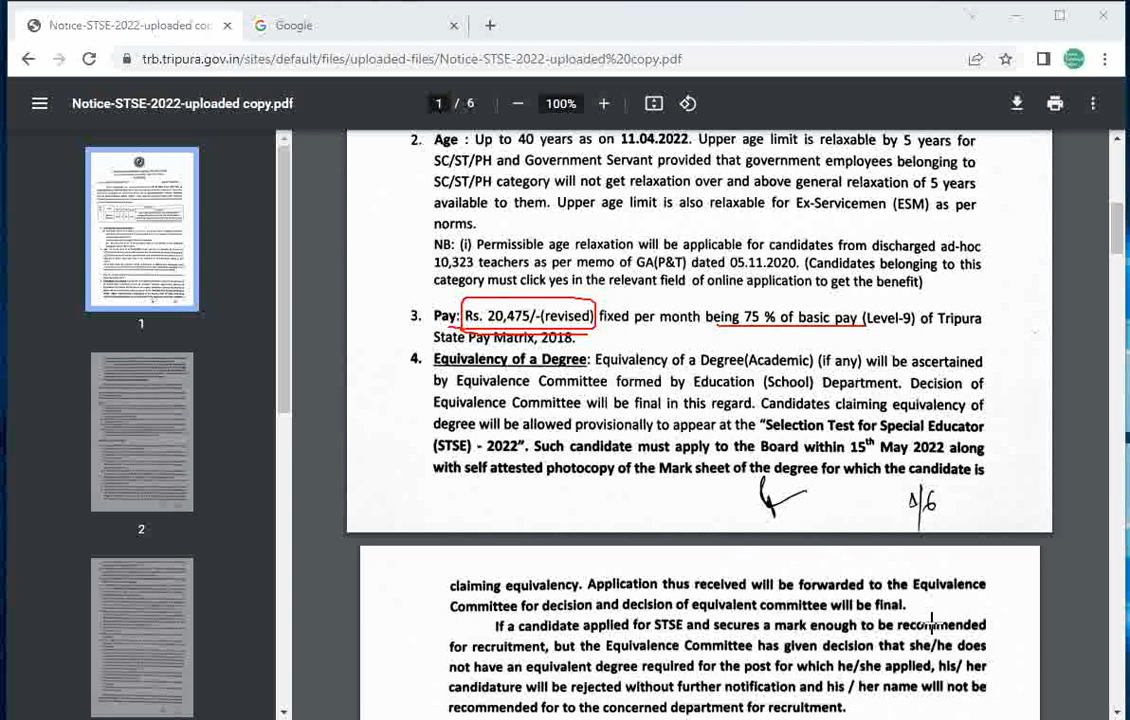 Notice-STSE-2022-uploaded co
Google
trb.tripura.gov.in/sites/default/files/uploaded-files/Notice-STSE-2022-uploaded%20copy.pdf
Notice-STSE-2022-uploaded copy.pdf
1 / 6
100%
2. Age : Up to 40 years as on 11.04.2022. Upper age limit is relaxable by 5 years for
SC/ST/PH and Government Servant provided that government employees belonging to
SC/ST/PH category will not get relaxation over and above general relaxation of 5 years
available to them. Upper age limit is also relaxable for Ex-Servicemen (ESM) as per
norms.
NB: (i) Permissible age relaxation will be applicable for candidates from discharged ad-hoc
10,323 teachers as per memo of GA(P&T) dated 05.11.2020. (Candidates belonging to this
category must click yes in the relevant field of online application to get the benefit)
3. Pay: Rs. 20,475/-(revised) fixed per month being 75 % of basic pay (Level-9) of Tripura
State Pay Matrix, 2018.
4. Equivalency of a Degree: Equivalency of a Degree(Academic) (if any) will be ascertained
by Equivalence Committee formed by Education (School) Department. Decision of
Equivalence Committee will be final in this regard. Candidates claiming equivalency of
degree will be allowed provisionally to appear at the “Selection Test for Special Educator
(STSE) - 2022”. Such candidate must apply to the Board within 15th May 2022 along
with self attested photocopy of the Mark sheet of the degree for which the candidate is
1/6
claiming equivalency. Application thus received will be forwarded to the Equivalence
Committee for decision and decision of equivalent committee will be final.
If a candidate applied for STSE and secures a mark enough to be recommended
for recruitment, but the Equivalence Committee has given decision that she/he does
not have an equivalent degree required for the post for which he/she applied, his/ her
candidature will be rejected without further notification and his / her name will not be
recommended for to the concerned department for recruitment.
1
2